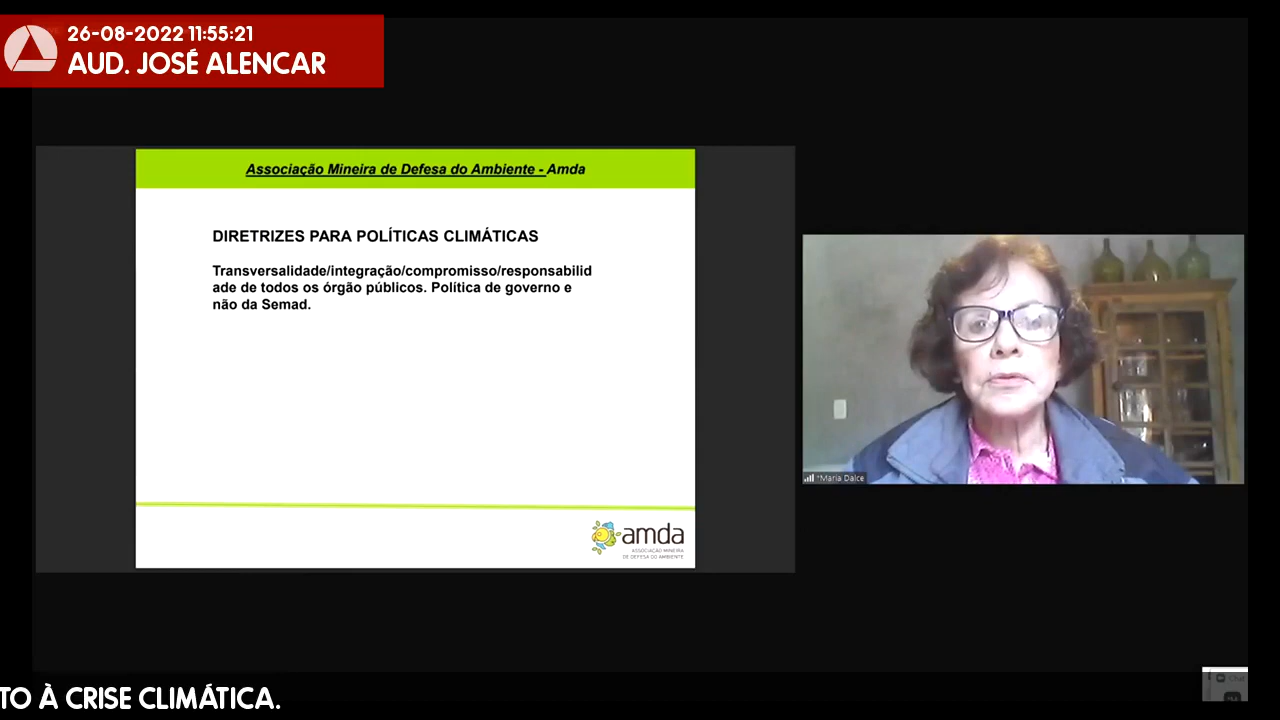 26-08-2022 11:55:21
AUD. JOSÉ ALENCAR
Associação Mineira de Defesa do Ambiente - Amda
DIRETRIZES PARA POLÍTICAS CLIMÁTICAS
Transversalidade/integração/compromisso/responsabilid
ade de todos os órgão públicos. Política de governo e
não da Semad.
amda
ASSOCIAÇÃO MINEIRA
DE DEFESA DO AMBIENTE
*Maria Dalce
Chat
TO À CRISE CLIMÁTICA.